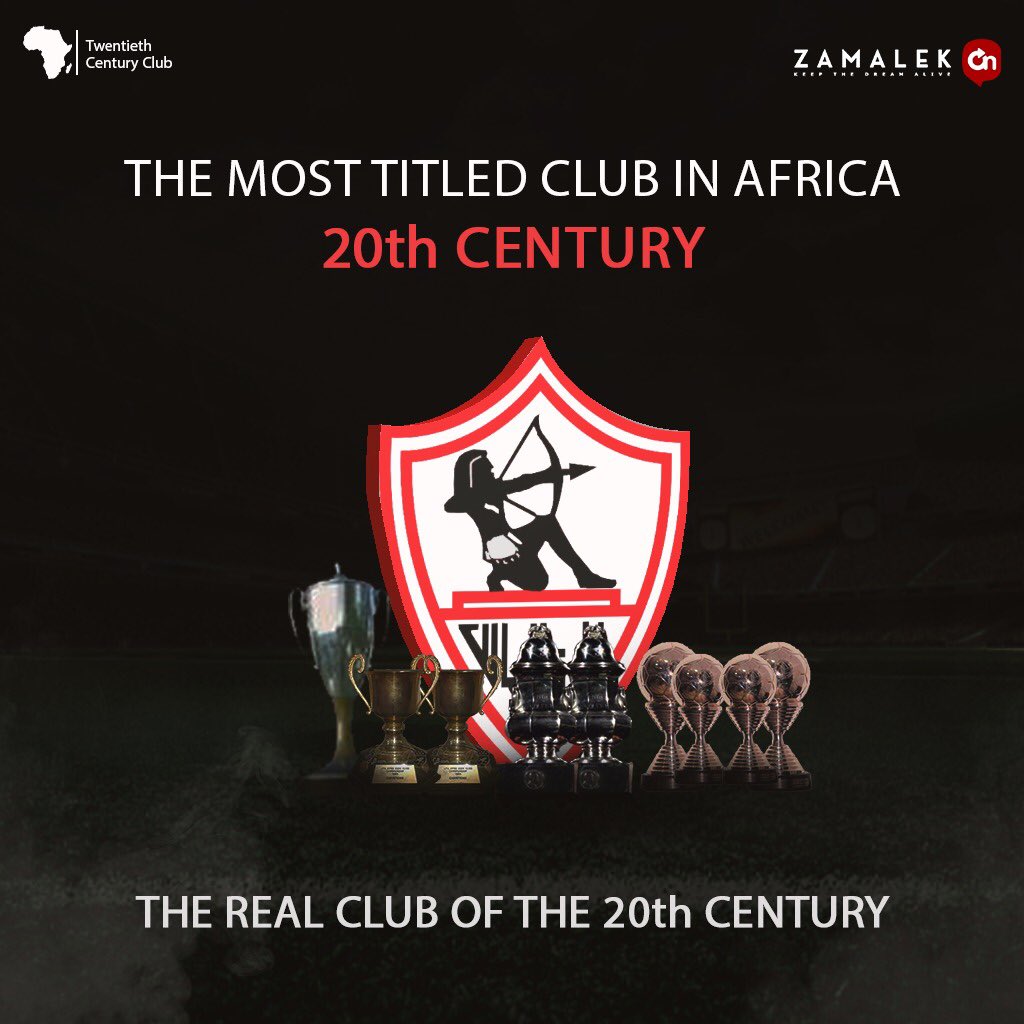 Twentieth
Century Club
ZAMALEK On
KEEP THE DREAM ALIVE
THE MOST TITLED CLUB IN AFRICA
20th CENTURY
THE REAL CLUB OF THE 20th CENTURY